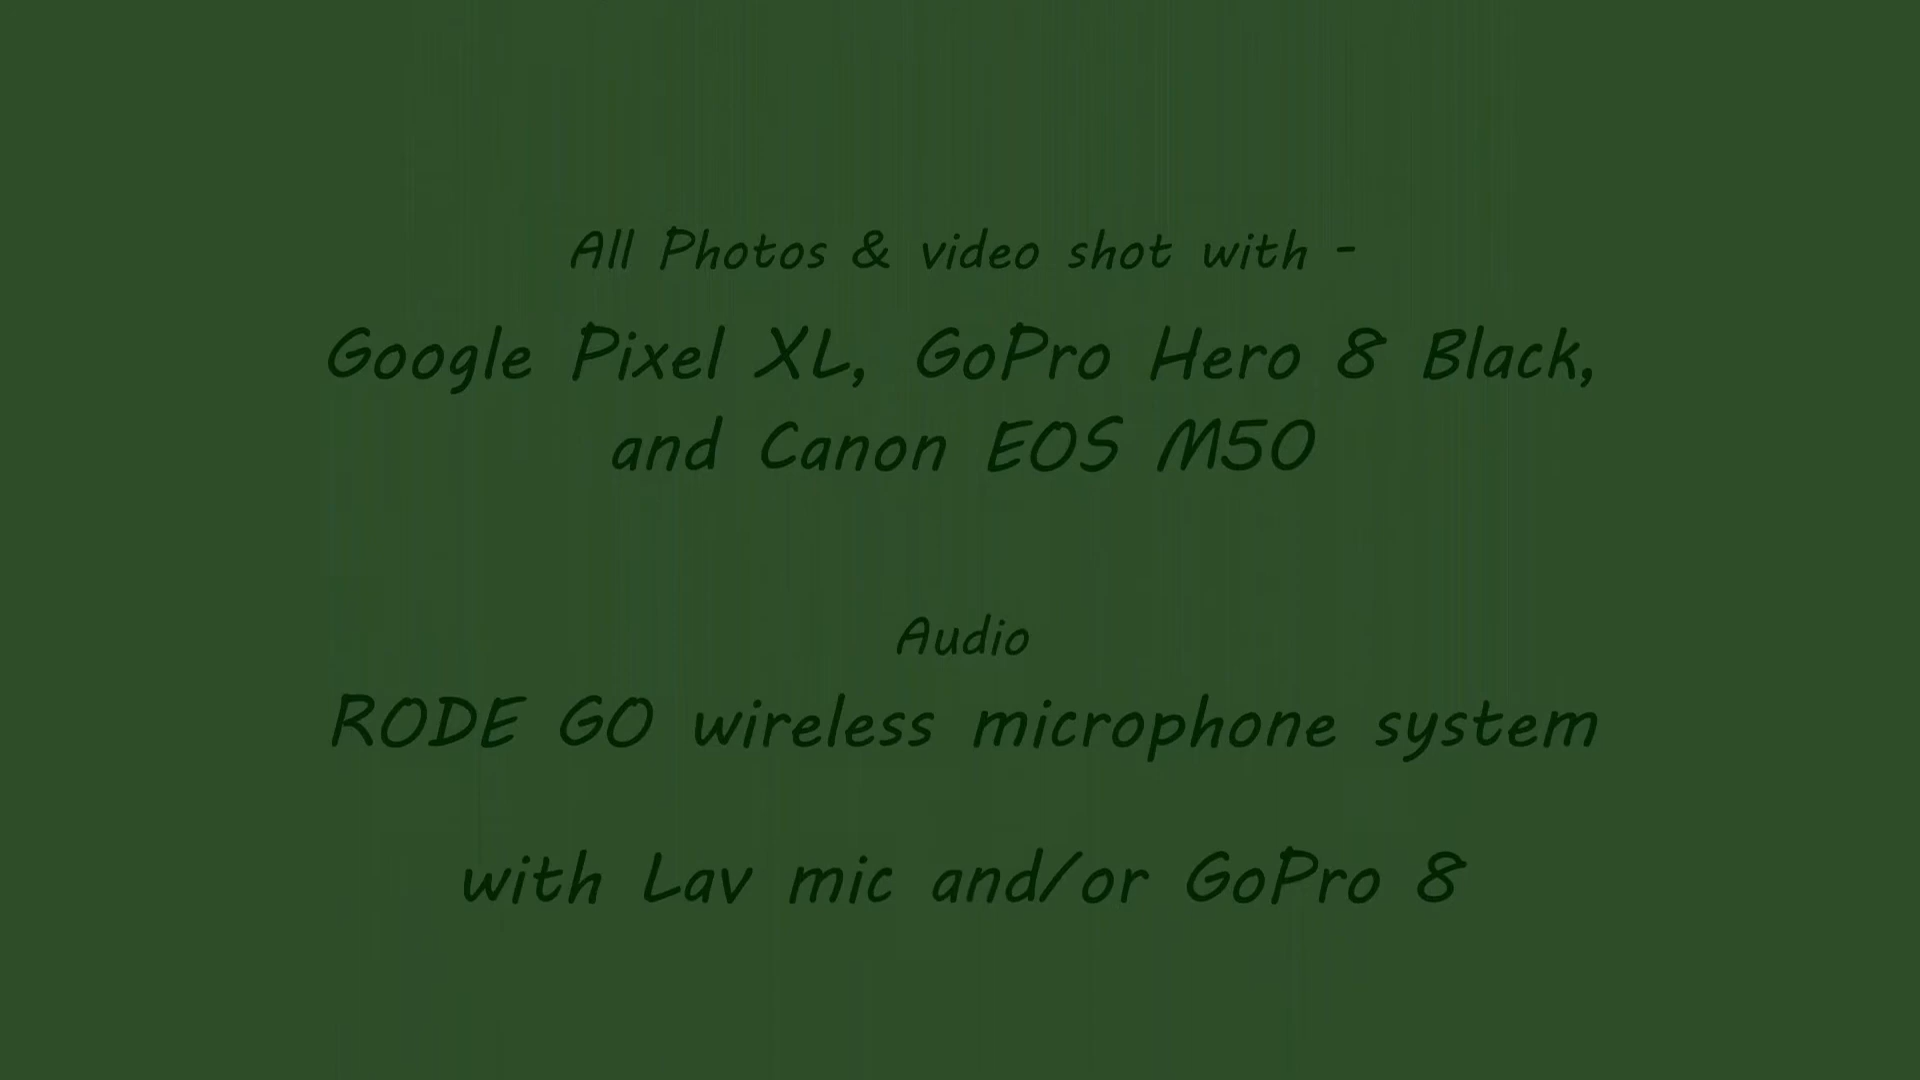 All Photos & video shot with -
Google Pixel XL, GoPro Hero 8 Black,
and Canon EOS M50
Audio
RODE GO wireless microphone system
with Lav mic and/or GoPro 8